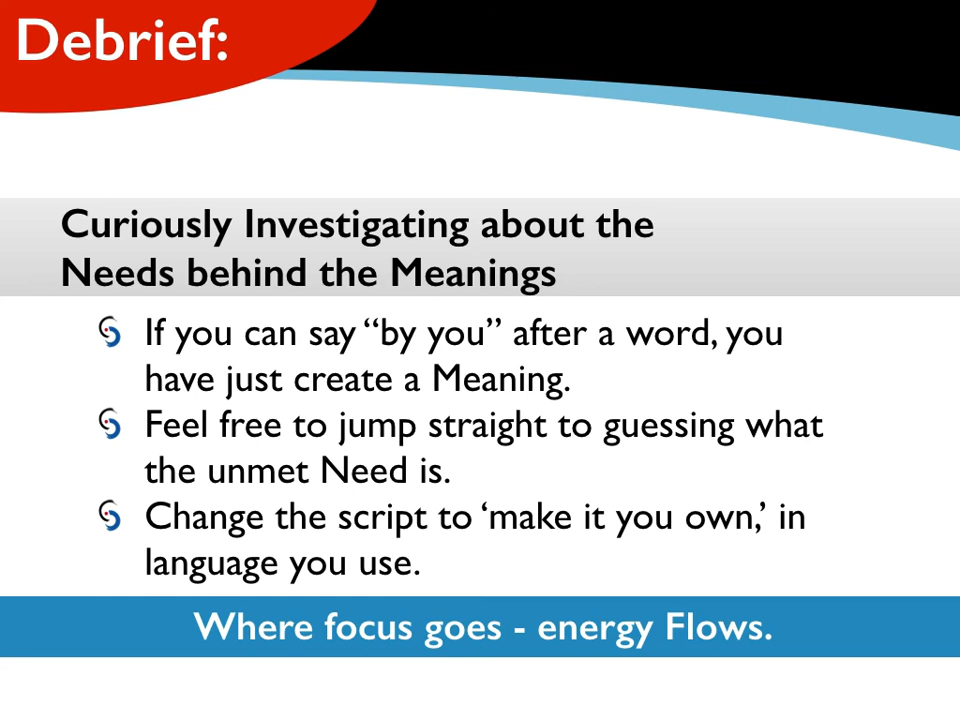 Debrief:
Curiously Investigating about the
Needs behind the Meanings
If you can say “by you” after a word, you
have just create a Meaning.
Feel free to jump straight to guessing what
the unmet Need is.
Change the script to ‘make it you own,’ in
language you use.
Where focus goes - energy Flows.